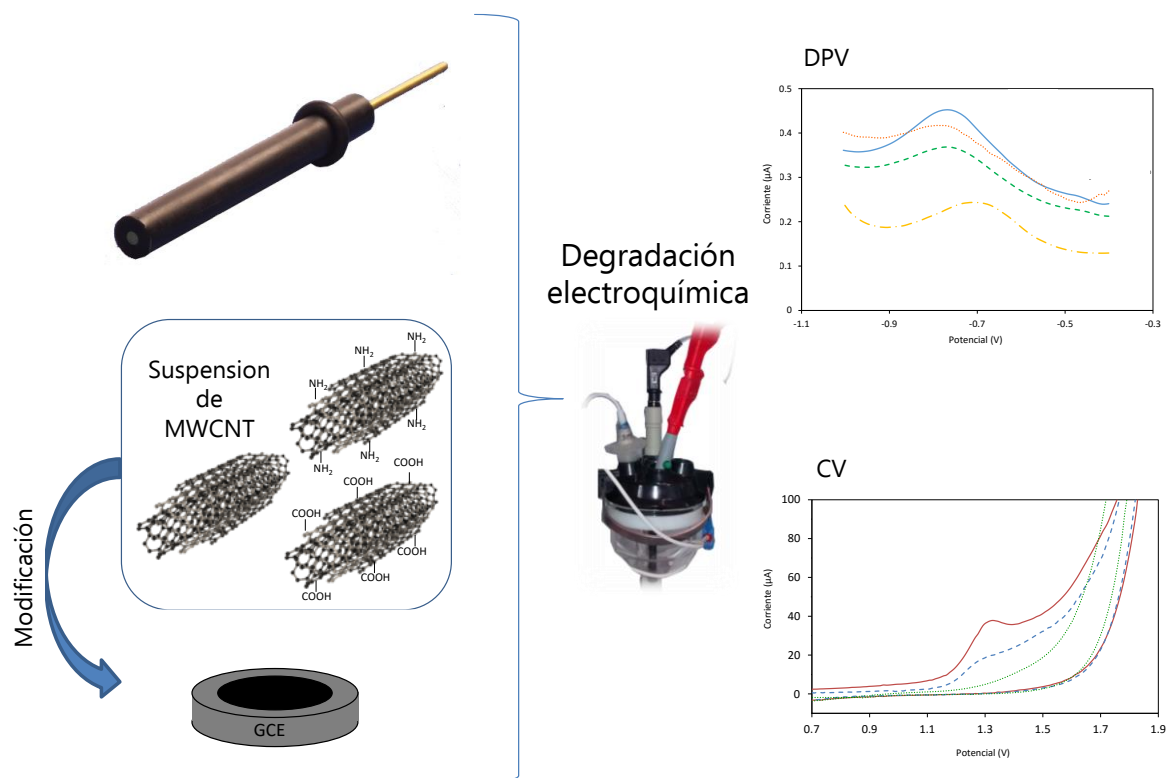 Suspension
de
MWCNT
NH2
NH2
NH2
NH2
NH2
NH2
COOH
COOH
COOH
COOH
COOH
COOH
Modificación
GCE
Degradación
electroquímica
DPV
0.5
0.4
0.3
0.2
0.1
0
Corriente (µA)
-1.1 -0.9 -0.7 -0.5 -0.3
Potencial (V)
CV
100
80
60
40
20
0
Corriente (µA)
0.7 0.9 1.1 1.3 1.5 1.7 1.9
Potencial (V)